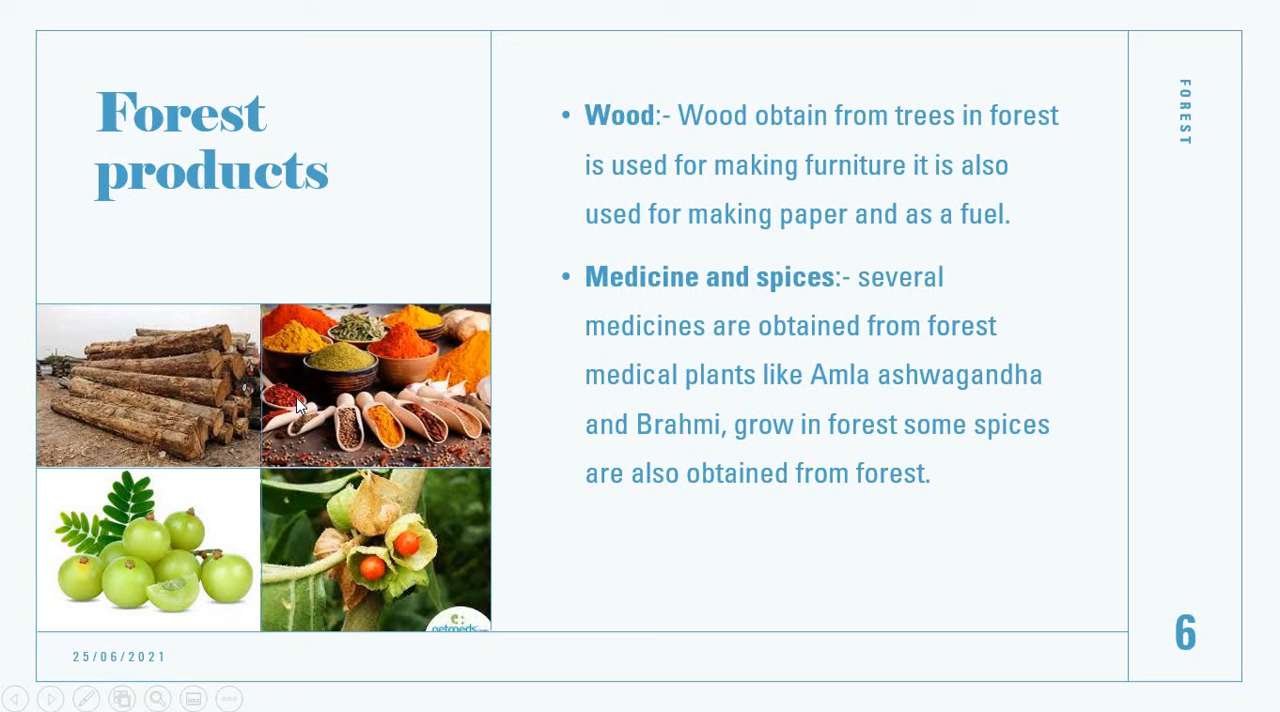 Forest
products
• Wood:- Wood obtain from trees in forest
is used for making furniture it is also
used for making paper and as a fuel.
• Medicine and spices:- several
medicines are obtained from forest
medical plants like Amla ashwagandha
and Brahmi, grow in forest some spices
are also obtained from forest.
FOREST
6
25/06/2021